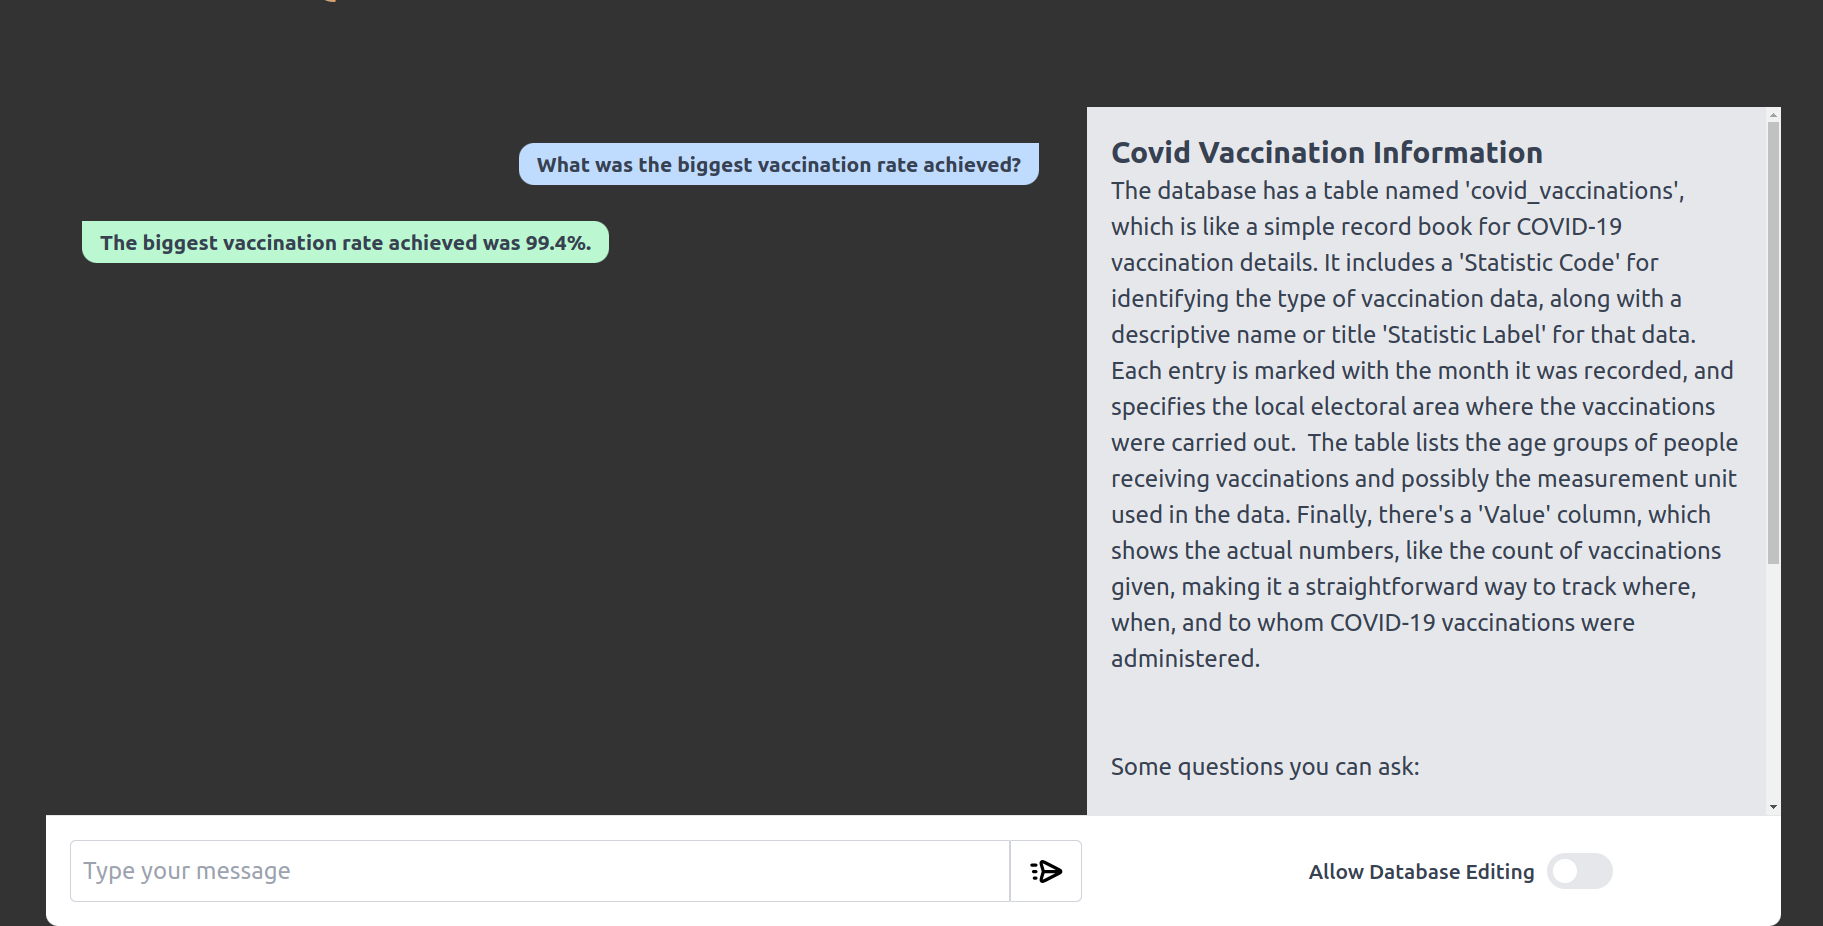 What was the biggest vaccination rate achieved?
The biggest vaccination rate achieved was 99.4%.
Covid Vaccination Information
The database has a table named 'covid_vaccinations',
which is like a simple record book for COVID-19
vaccination details. It includes a 'Statistic Code' for
identifying the type of vaccination data, along with a
descriptive name or title 'Statistic Label' for that data.
Each entry is marked with the month it was recorded, and
specifies the local electoral area where the vaccinations
were carried out.  The table lists the age groups of people
receiving vaccinations and possibly the measurement unit
used in the data. Finally, there's a 'Value' column, which
shows the actual numbers, like the count of vaccinations
given, making it a straightforward way to track where,
when, and to whom COVID-19 vaccinations were
administered.
Some questions you can ask:
Type your message
Allow Database Editing